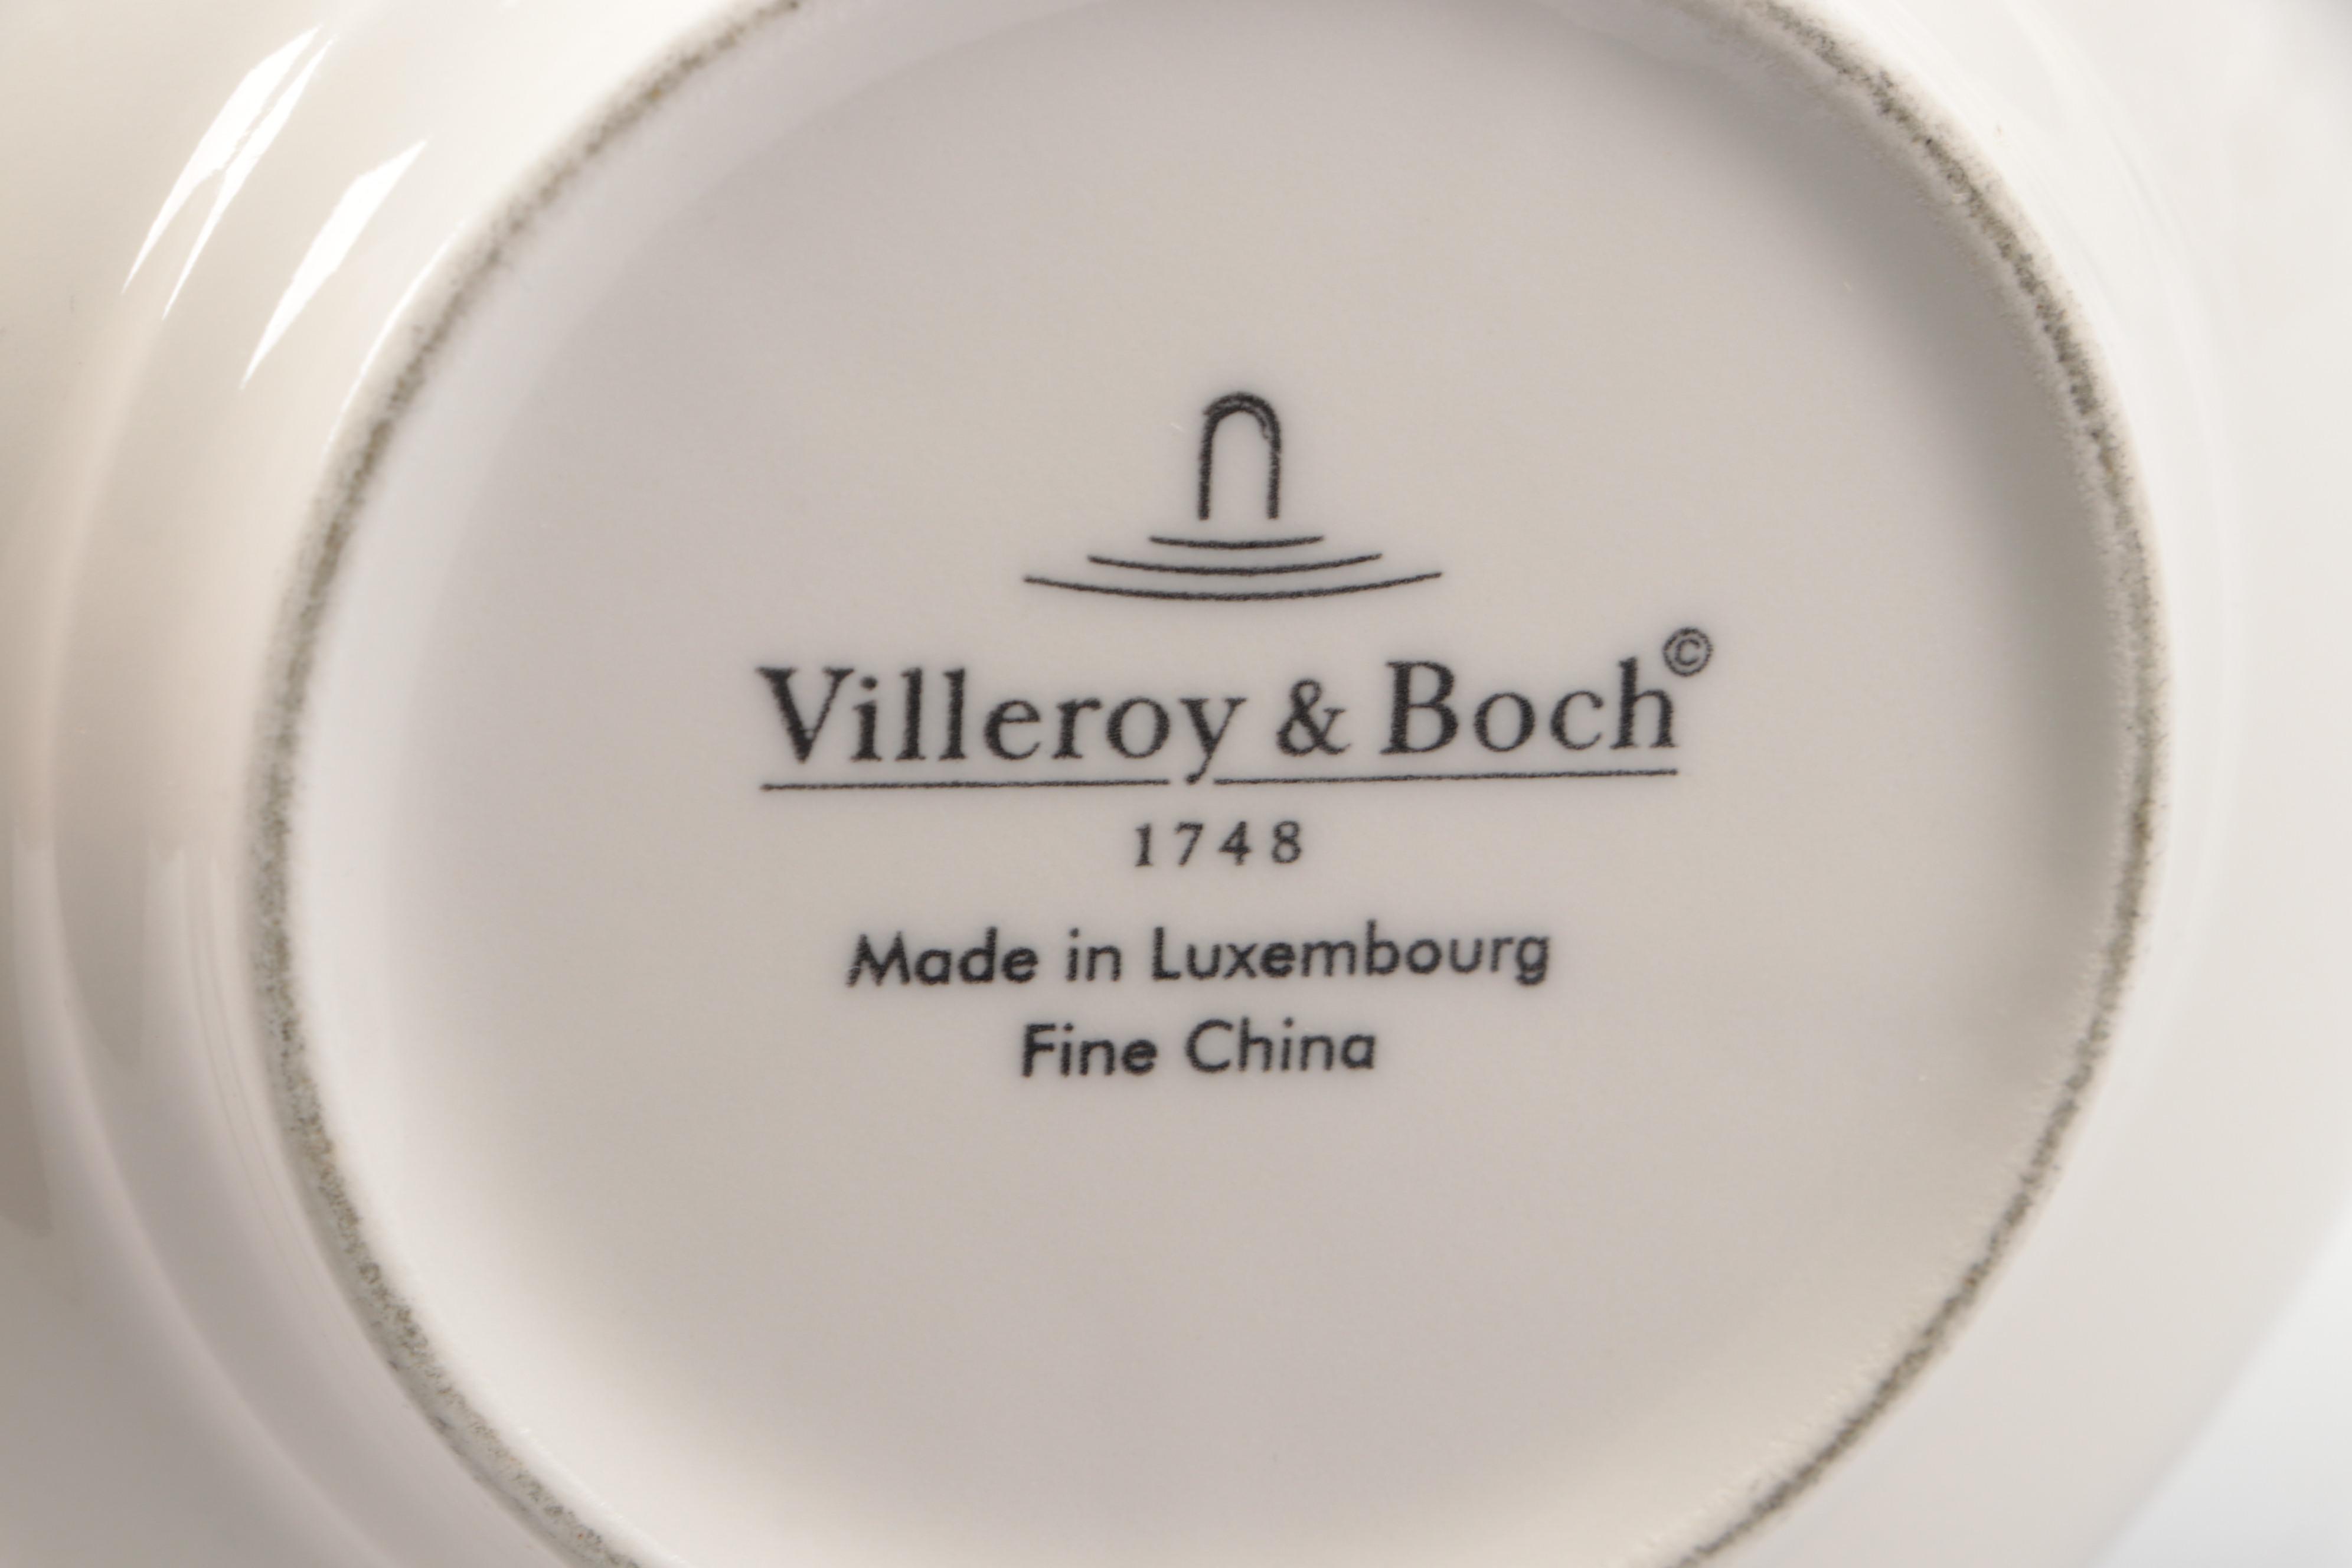 Villeroy & Boch©
1748
Made in Luxembourg
Fine China